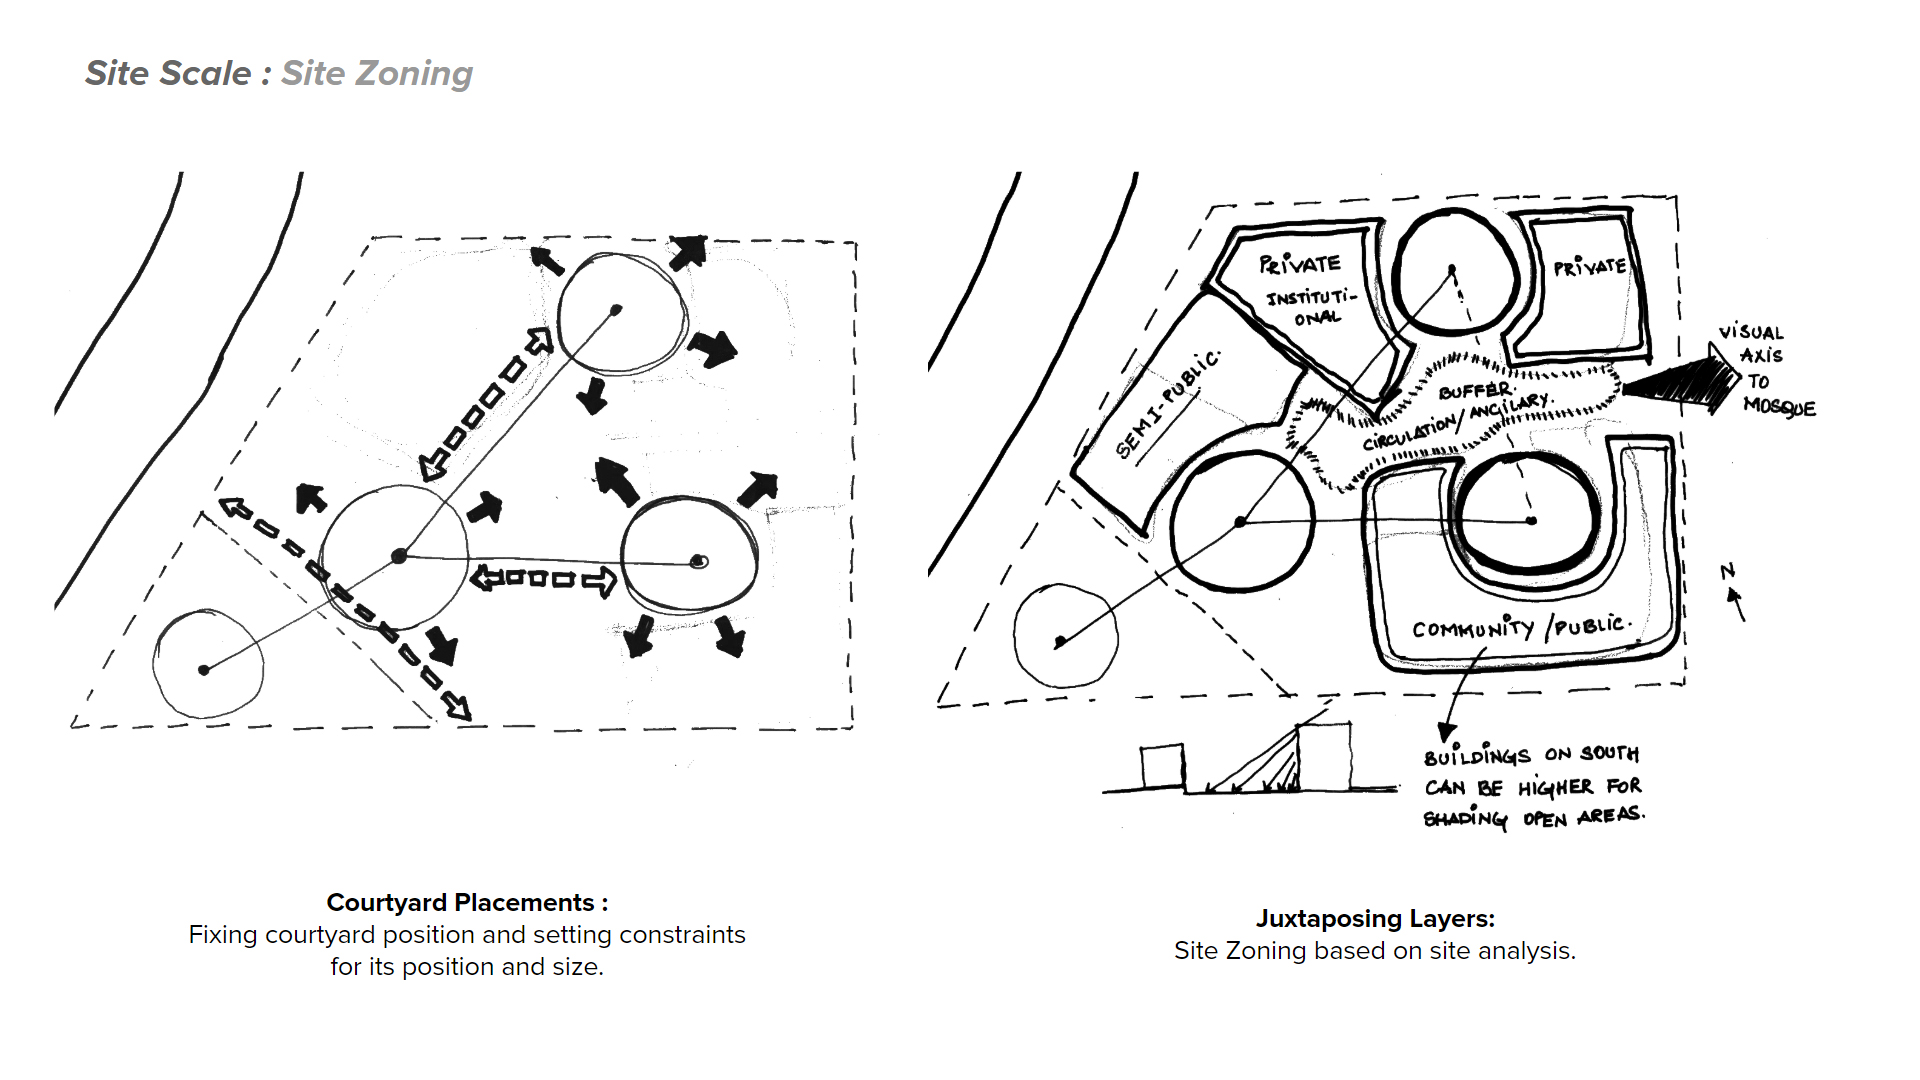 Site Scale : Site Zoning
PRIVATE
INSTITUTI-
ONAL
PRIVATE
SEMI-PUBLIC.
BUFFER.
CIRCULATION/ANCILARY.
VISUAL
AXIS
TO
MOSQUE
N
COMMUNITY/PUBLIC.
BUILDINGS ON SOUTH
CAN BE HIGHER FOR
SHADING OPEN AREAS.
Courtyard Placements :
Fixing courtyard position and setting constraints
for its position and size.
Juxtaposing Layers:
Site Zoning based on site analysis.